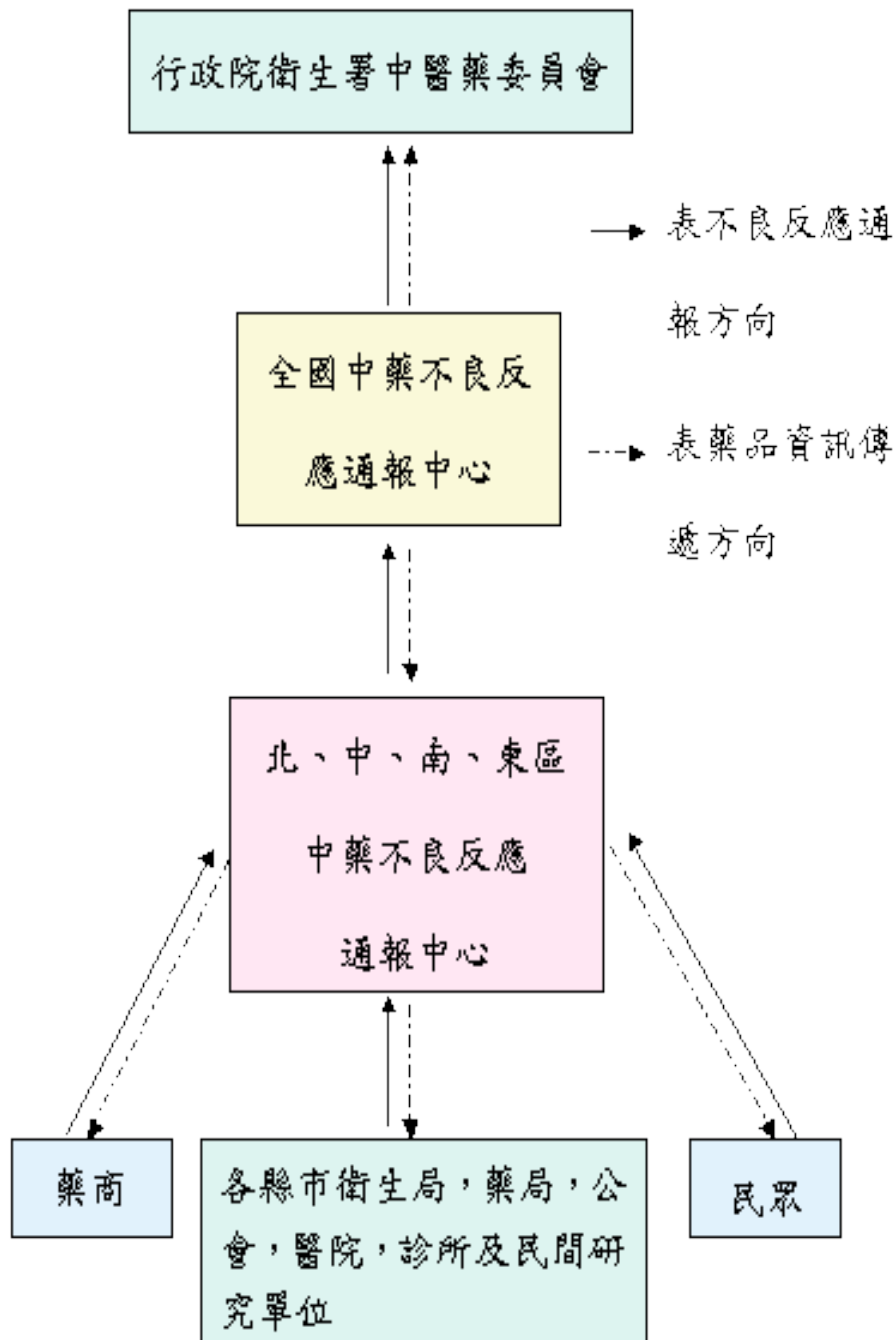 行政院衛生署中醫藥委員會
表不良反應通
報方向
全國中藥不良反
應通報中心
表藥品資訊傳
遞方向
北、中、南、東區
中藥不良反應
通報中心
藥商
各縣市衛生局，藥局，公
會，醫院，診所及民間研
究單位
民眾